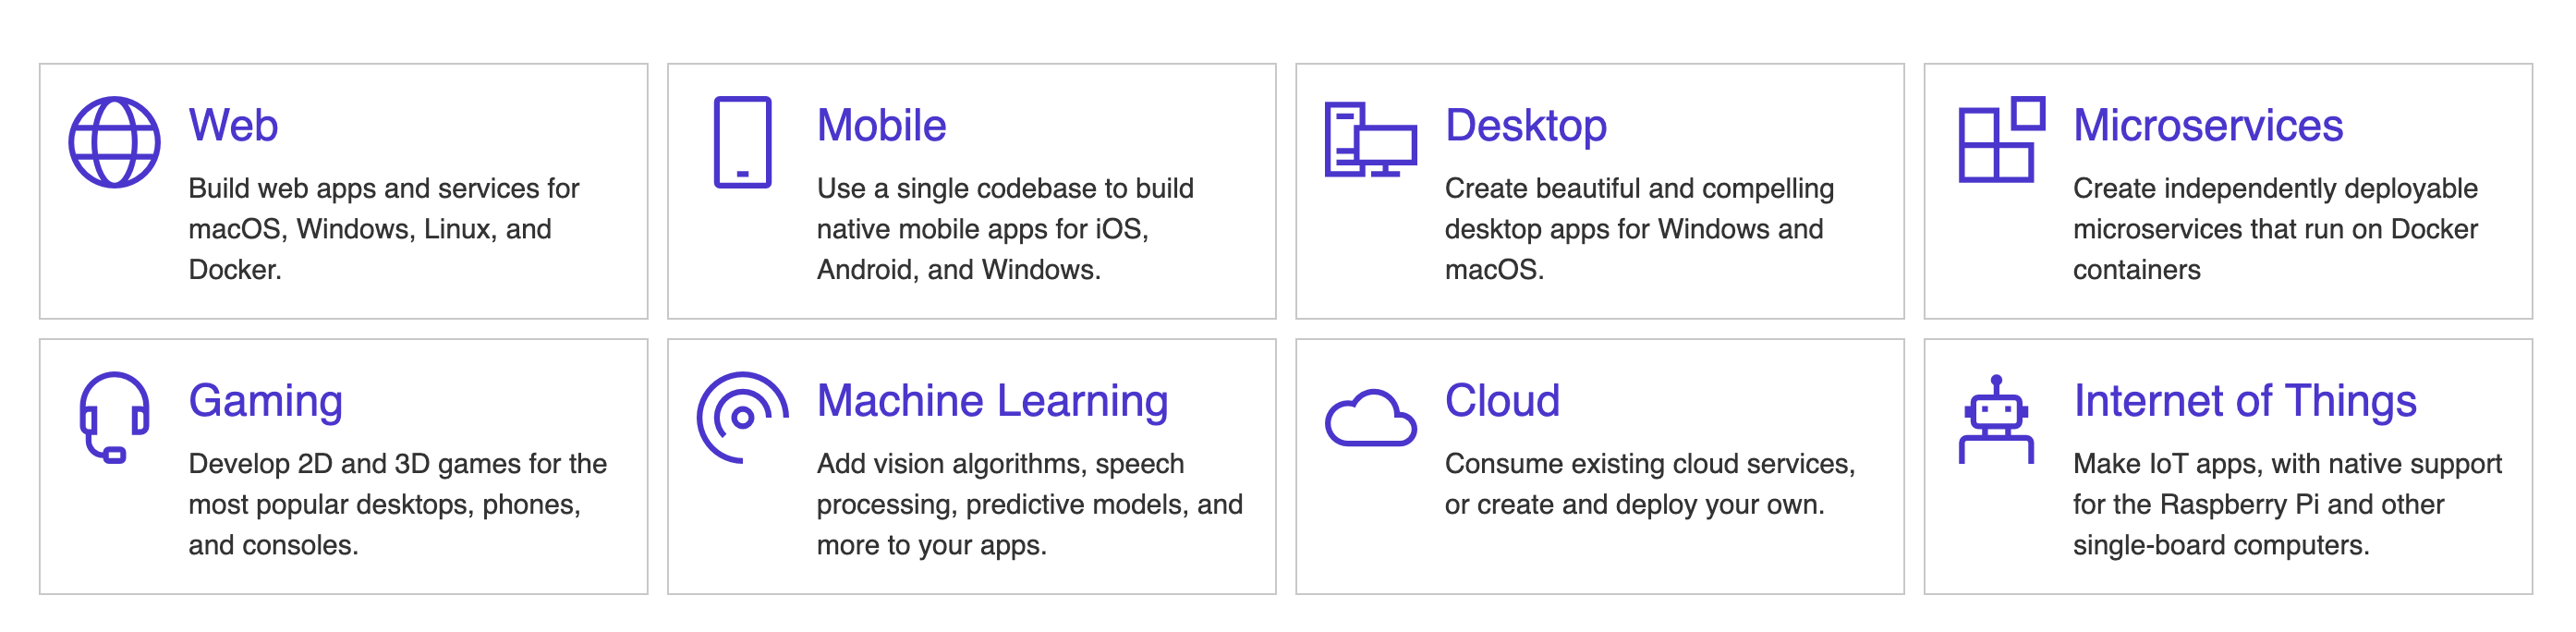 Web
Build web apps and services for
macOS, Windows, Linux, and
Docker.
Mobile
Use a single codebase to build
native mobile apps for iOS,
Android, and Windows.
Desktop
Create beautiful and compelling
desktop apps for Windows and
macOS.
Microservices
Create independently deployable
microservices that run on Docker
containers
Gaming
Develop 2D and 3D games for the
most popular desktops, phones,
and consoles.
Machine Learning
Add vision algorithms, speech
processing, predictive models, and
more to your apps.
Cloud
Consume existing cloud services,
or create and deploy your own.
Internet of Things
Make IoT apps, with native support
for the Raspberry Pi and other
single-board computers.